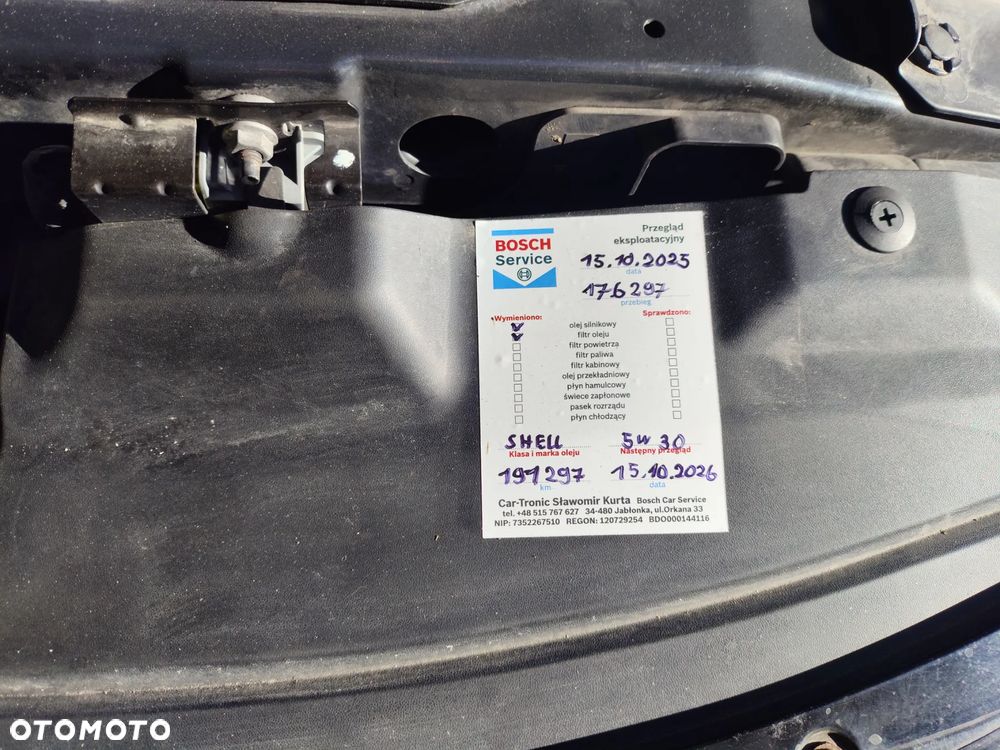 BOSCH
Service
Przegląd
eksploatacyjny
15.10.2025
data
176297
przebieg
Wymieniono:
Sprawdzono:
olej silnikowy
filtr oleju
filtr powietrza
filtr paliwa
filtr kabinowy
olej przekładniowy
płyn hamulcowy
świece zapłonowe
pasek rozrządu
płyn chłodzący
SHELL 5W30
Klasa i marka oleju Następny przegląd
191297 15.10.2026
km data
Car-Tronic Sławomir Kurta Bosch Car Service
tel. +48 515 767 627 34-480 Jabłonka, ul.Orkana 33
NIP: 7352267510 REGON: 120729254 BDO000144116
OTOMOTO